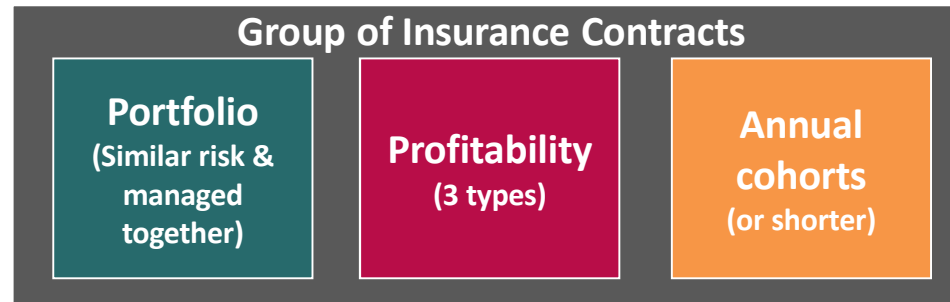 Group of Insurance Contracts
Portfolio
(Similar risk &
managed
together)
Profitability
(3 types)
Annual
cohorts
(or shorter)